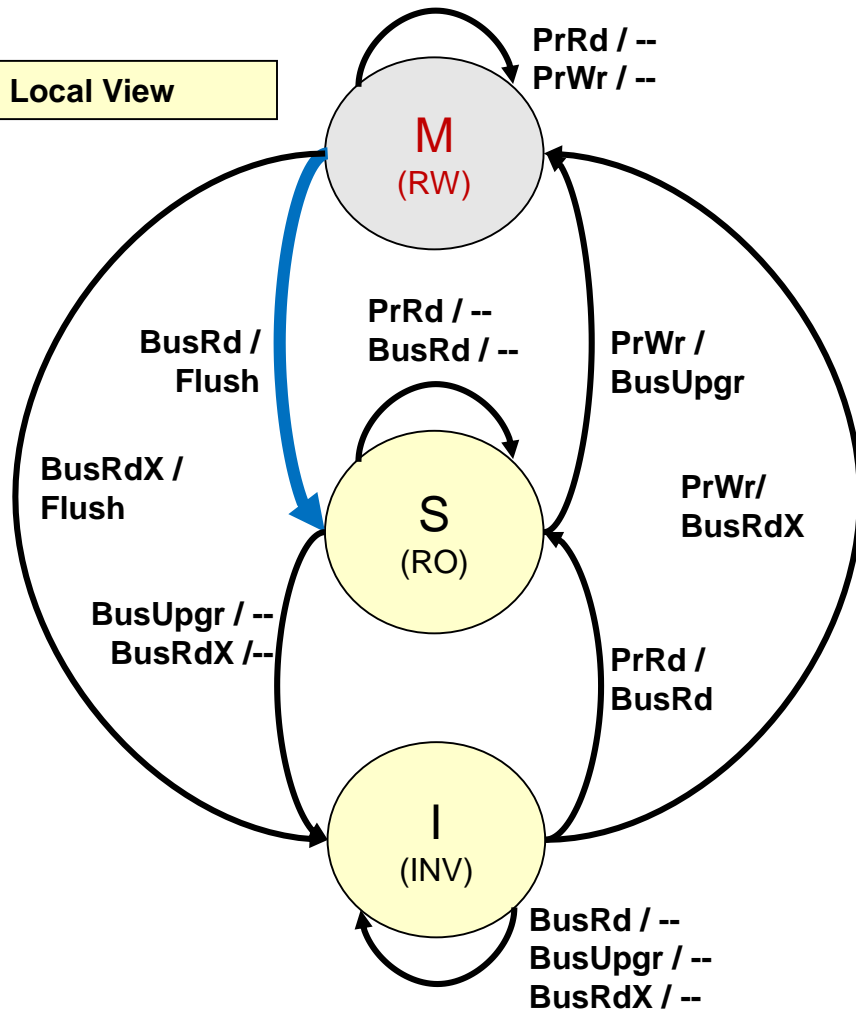 PrRd / --
PrWr / --
Local View
M
(RW)
PrRd / --
BusRd / --
BusRd /
Flush
PrWr /
BusUpgr
BusRdX /
Flush
PrWr/
BusRdX
S
(RO)
BusUpgr / --
BusRdX /--
PrRd /
BusRd
I
(INV)
BusRd / --
BusUpgr / --
BusRdX / --